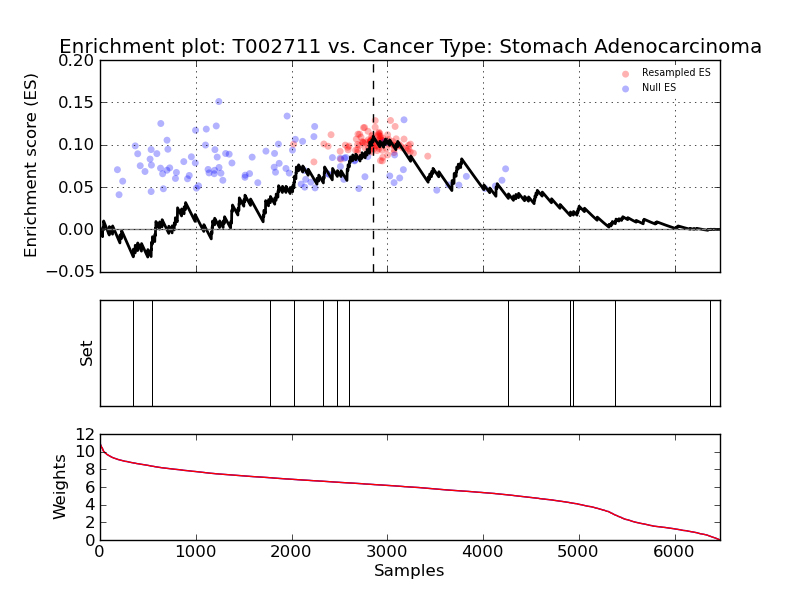 Enrichment plot: T002711 vs. Cancer Type: Stomach Adenocarcinoma
0.20
0.15
0.10
0.05
0.00
−0.05
Enrichment score (ES)
Resampled ES
Null ES
Set
12
10
8
6
4
2
0
Weights
0 1000 2000 3000 4000 5000 6000
Samples